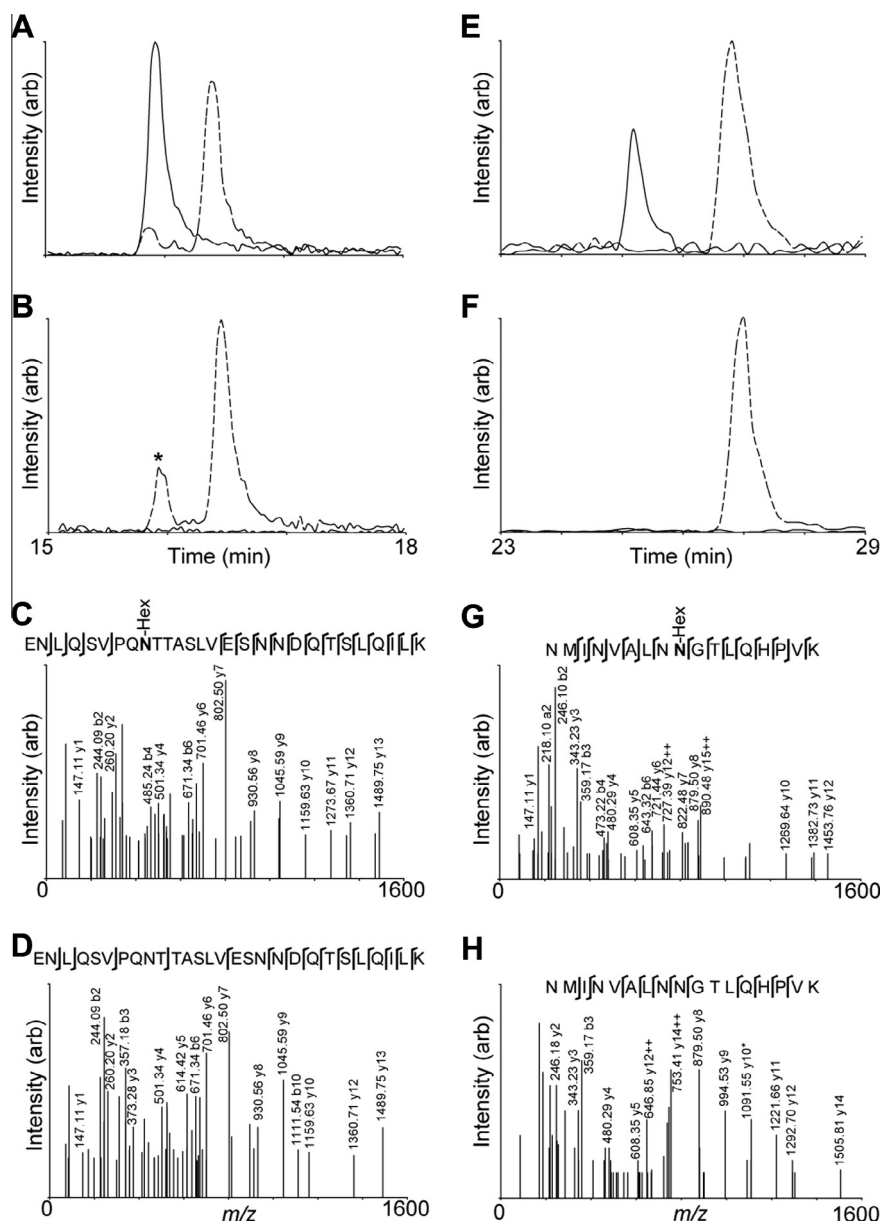 A
Intensity (arb)
E
Intensity (arb)
B
Intensity (arb)
*
15
Time (min)
18
F
Intensity (arb)
23
Time (min)
29
C
-Hex
ENLQSVPQNTTASLVESNNDQTSLQILK
Intensity (arb)
147.11 y1
244.09 b2
260.20 y2
485.24 b4
501.34 y4
671.34 b6
701.46 y6
802.50 y7
930.56 y8
1045.59 y9
1159.63 y10
1273.67 y11
1360.71 y12
1489.75 y13
0
1600
G
-Hex
NMINVALNNGTLQHPVK
Intensity (arb)
147.11 y1
218.10 a2
246.10 b2
343.23 y3
359.17 b3
473.22 b4
480.29 y4
608.35 y5
643.32 b6
721.44 y6
727.39 y12++
822.48 y7
879.50 y8
890.48 y15++
1269.64 y10
1382.73 y11
1453.76 y12
0
1600
D
ENLQSVPQNTTASLVESNNDQTSLQILK
Intensity (arb)
147.11 y1
244.09 b2
260.20 y2
357.18 b3
373.28 y3
501.34 y4
614.42 y5
671.34 b6
701.46 y6
802.50 y7
930.56 y8
1045.59 y9
1111.54 b10
1159.63 y10
1360.71 y12
1489.75 y13
0
m/z
1600
H
NMINVALNNGTLQHPVK
Intensity (arb)
246.18 y2
343.23 y3
359.17 b3
480.29 y4
608.35 y5
646.85 y12++
753.41 y14++
879.50 y8
994.53 y9
1091.55 y10*
1221.66 y11
1292.70 y12
1505.81 y14
0
m/z
1600